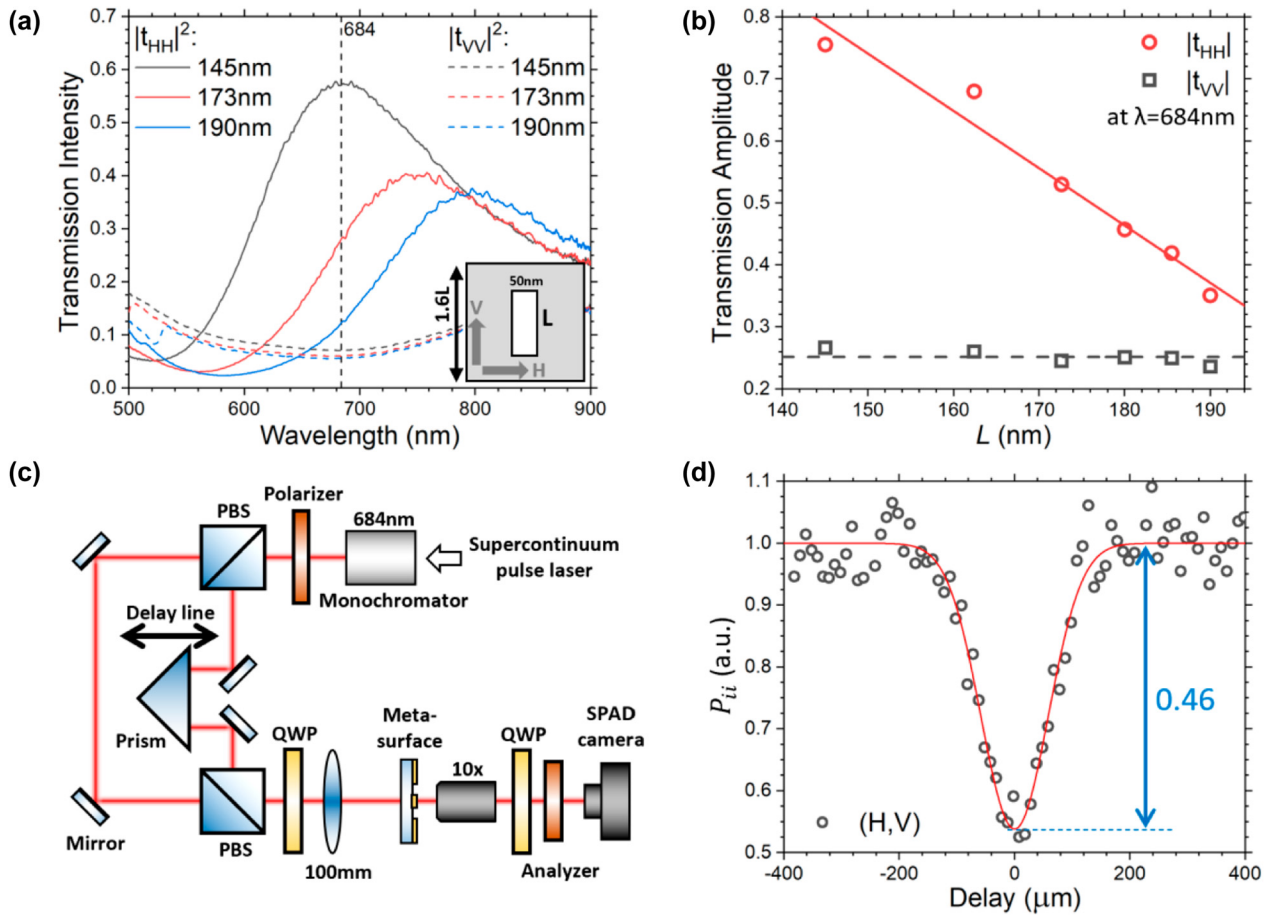 (a)
|t_HH|²:
684
|t_VV|²:
145nm
145nm
173nm
173nm
190nm
190nm
0.7
0.6
0.5
0.4
0.3
0.2
0.1
0.0
Transmission Intensity
500
600
700
800
900
Wavelength (nm)
50nm
1.6L
L
V
H
(b)
|t_HH|
|t_VV|
at λ=684nm
0.8
0.7
0.6
0.5
0.4
0.3
0.2
Transmission Amplitude
140
150
160
170
180
190
L (nm)
(c)
PBS
Polarizer
684nm
Supercontinuum
pulse laser
Monochromator
Delay line
Prism
QWP
Meta-
surface
10x
QWP
SPAD
camera
Mirror
PBS
100mm
Analyzer
(d)
1.1
1.0
0.9
0.8
0.7
0.6
0.5
P_ii (a.u.)
0.46
(H,V)
-400
-200
0
200
400
Delay (μm)